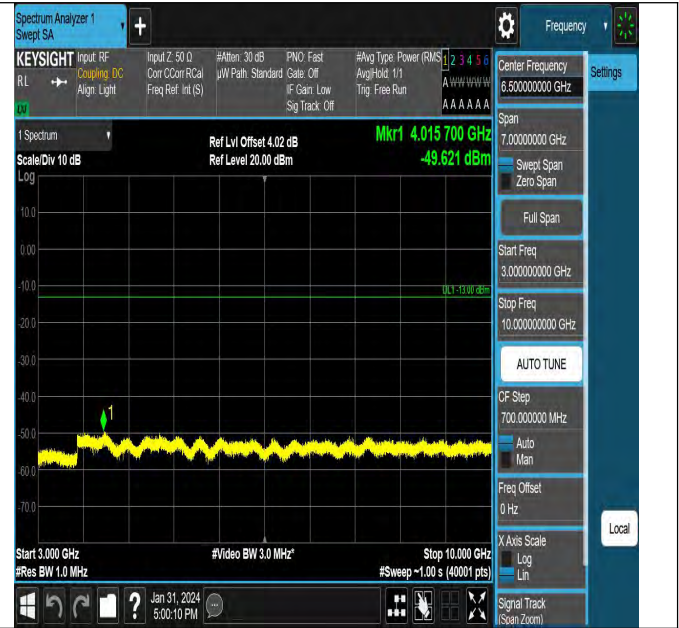 Spectrum Analyzer 1
Swept SA
+
Frequency
KEYSIGHT
RL
LXI
Input: RF
Coupling: DC
Align: Light
Input Z: 50 Ω
Corr CCorr RCal
Freq Ref: Int (S)
#Atten: 30 dB
µW Path: Standard
PNO: Fast
Gate: Off
IF Gain: Low
Sig Track: Off
#Avg Type: Power (RMS
Avg|Hold: 1/1
Trig: Free Run
1 2 3 4 5 6
A WW WW W
A A A A A A
Center Frequency
6.500000000 GHz
Settings
Span
7.00000000 GHz
Swept Span
Zero Span
Full Span
Start Freq
3.000000000 GHz
Stop Freq
10.000000000 GHz
AUTO TUNE
CF Step
700.000000 MHz
Auto
Man
Freq Offset
0 Hz
X Axis Scale
Log
Lin
Signal Track
(Span Zoom)
Local
1 Spectrum
Scale/Div 10 dB
Log
Ref Lvl Offset 4.02 dB
Ref Level 20.00 dBm
Mkr1 4.015 700 GHz
-49.621 dBm
10.0
0.00
-10.0
-20.0
-30.0
-40.0
-50.0
-60.0
-70.0
DL1 -13.00 dBm
1
Start 3.000 GHz
#Res BW 1.0 MHz
#Video BW 3.0 MHz*
Stop 10.000 GHz
#Sweep ~1.00 s (40001 pts)
?
Jan 31, 2024
5:00:10 PM